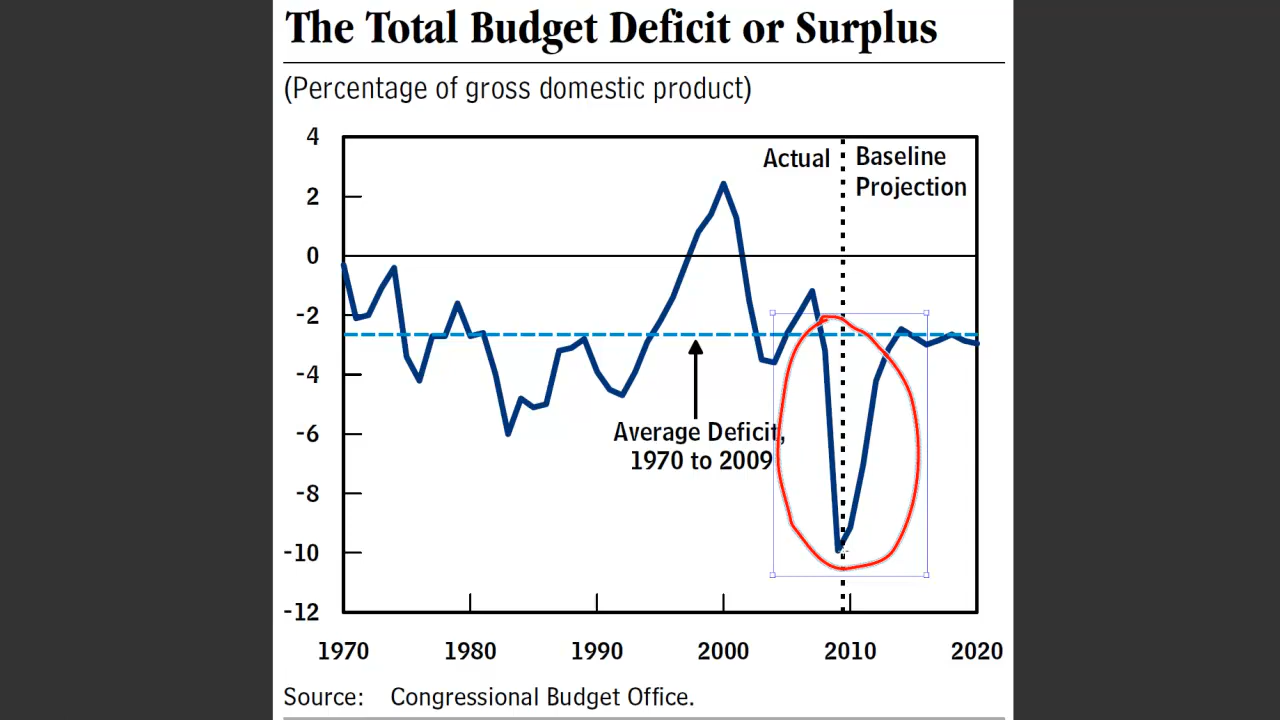 The Total Budget Deficit or Surplus
(Percentage of gross domestic product)
4
Actual
Baseline
Projection
2
0
-2
-4
Average Deficit,
1970 to 2009
-6
-8
-10
-12
1970 1980 1990 2000 2010 2020
Source: Congressional Budget Office.